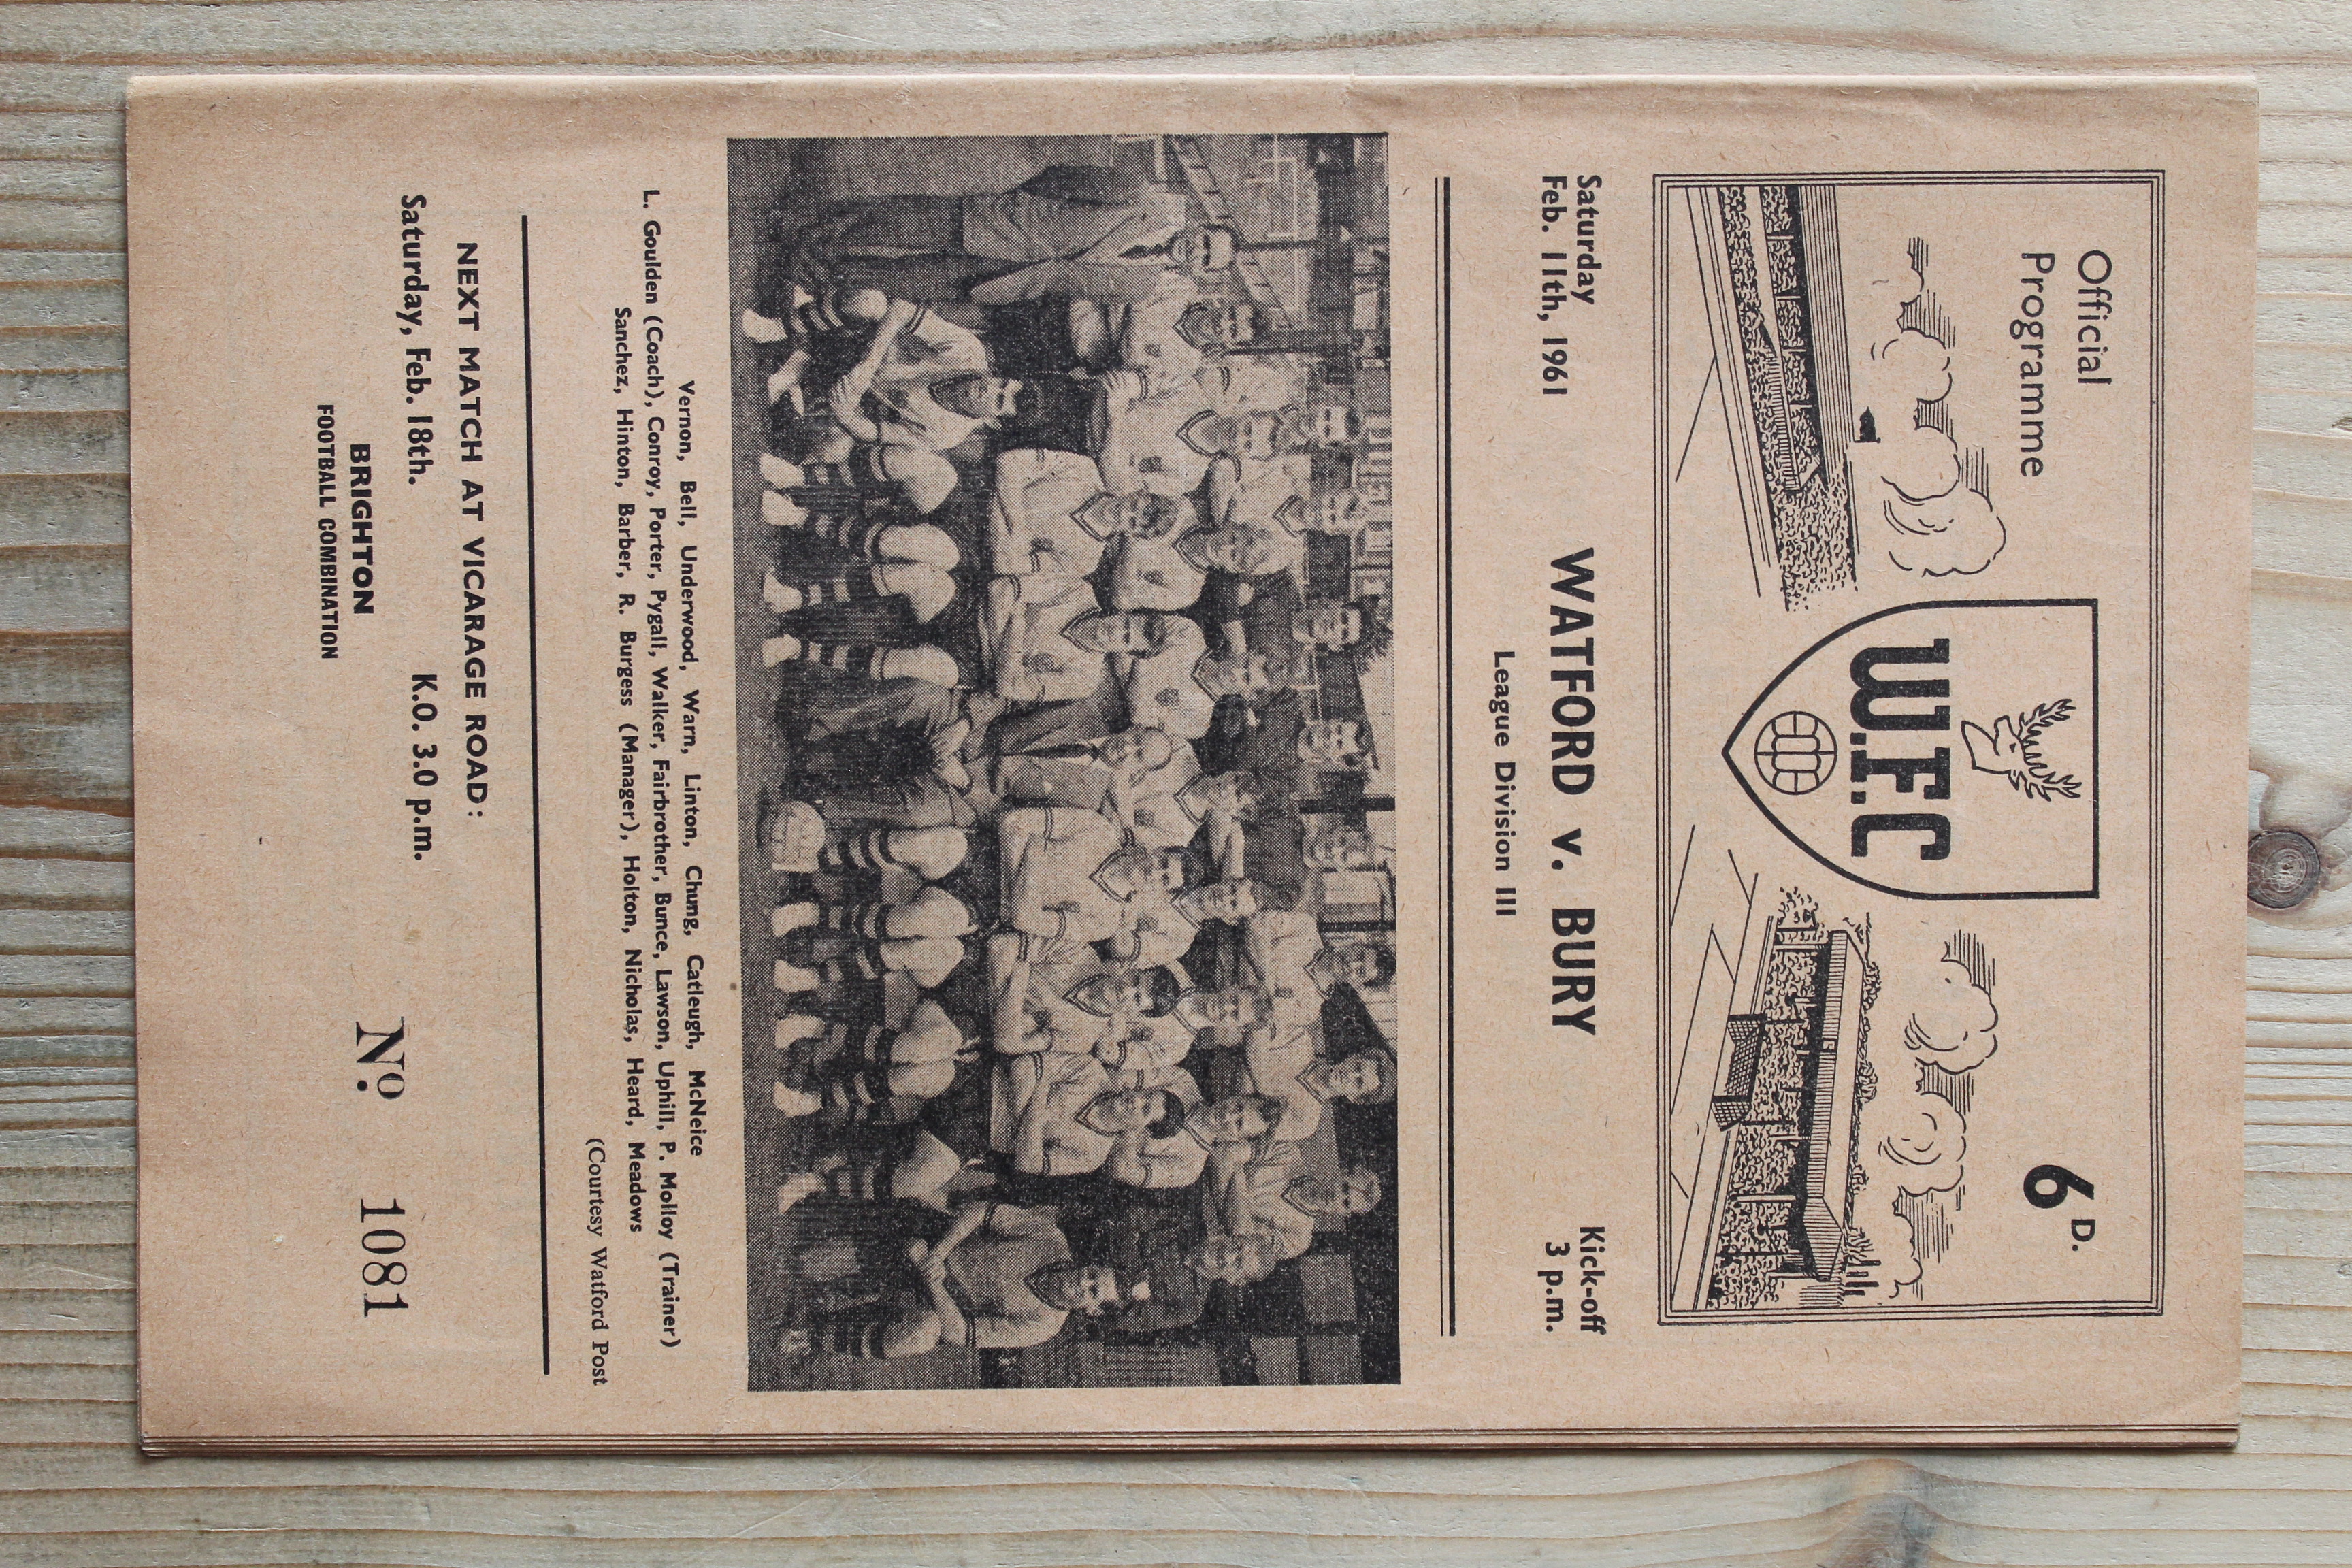 Official
Programme
6D.
W.F.C
Saturday
Feb. 11th, 1961
WATFORD v. BURY
Kick-off
3 p.m.
League Division III
Vernon, Bell, Underwood, Warn, Linton, Chung, Catleugh, McNeice
L. Goulden (Coach), Conroy, Porter, Pygall, Walker, Fairbrother, Bunce, Lawson, Uphill, P. Molloy (Trainer)
Sanchez, Hinton, Barber, R. Burgess (Manager), Holton, Nicholas, Heard, Meadows
(Courtesy Watford Post
NEXT MATCH AT VICARAGE ROAD:
Saturday, Feb. 18th. K.O. 3.0 p.m.
BRIGHTON
FOOTBALL COMBINATION
No. 1081